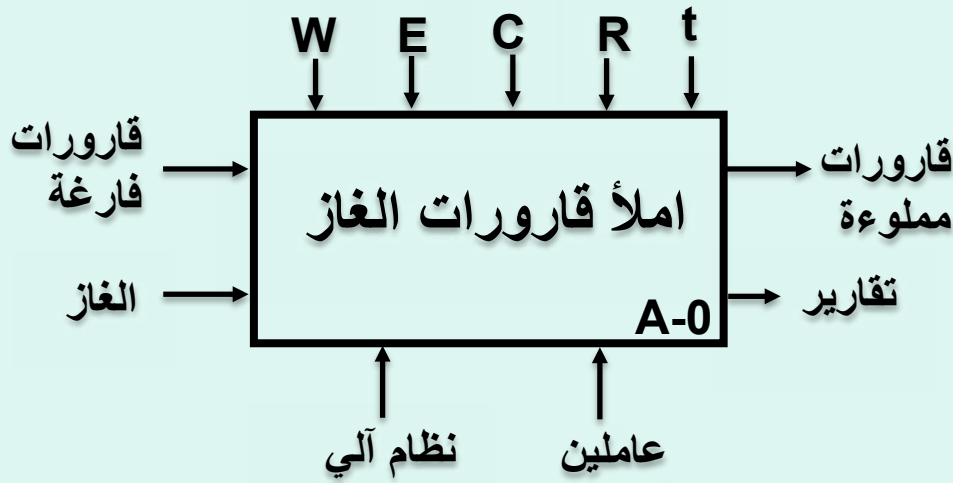 W E C R t
قارورات
فارغة
املأ قارورات الغاز
قارورات
مملوءة
الغاز
تقارير
A-0
نظام آلي
عاملين